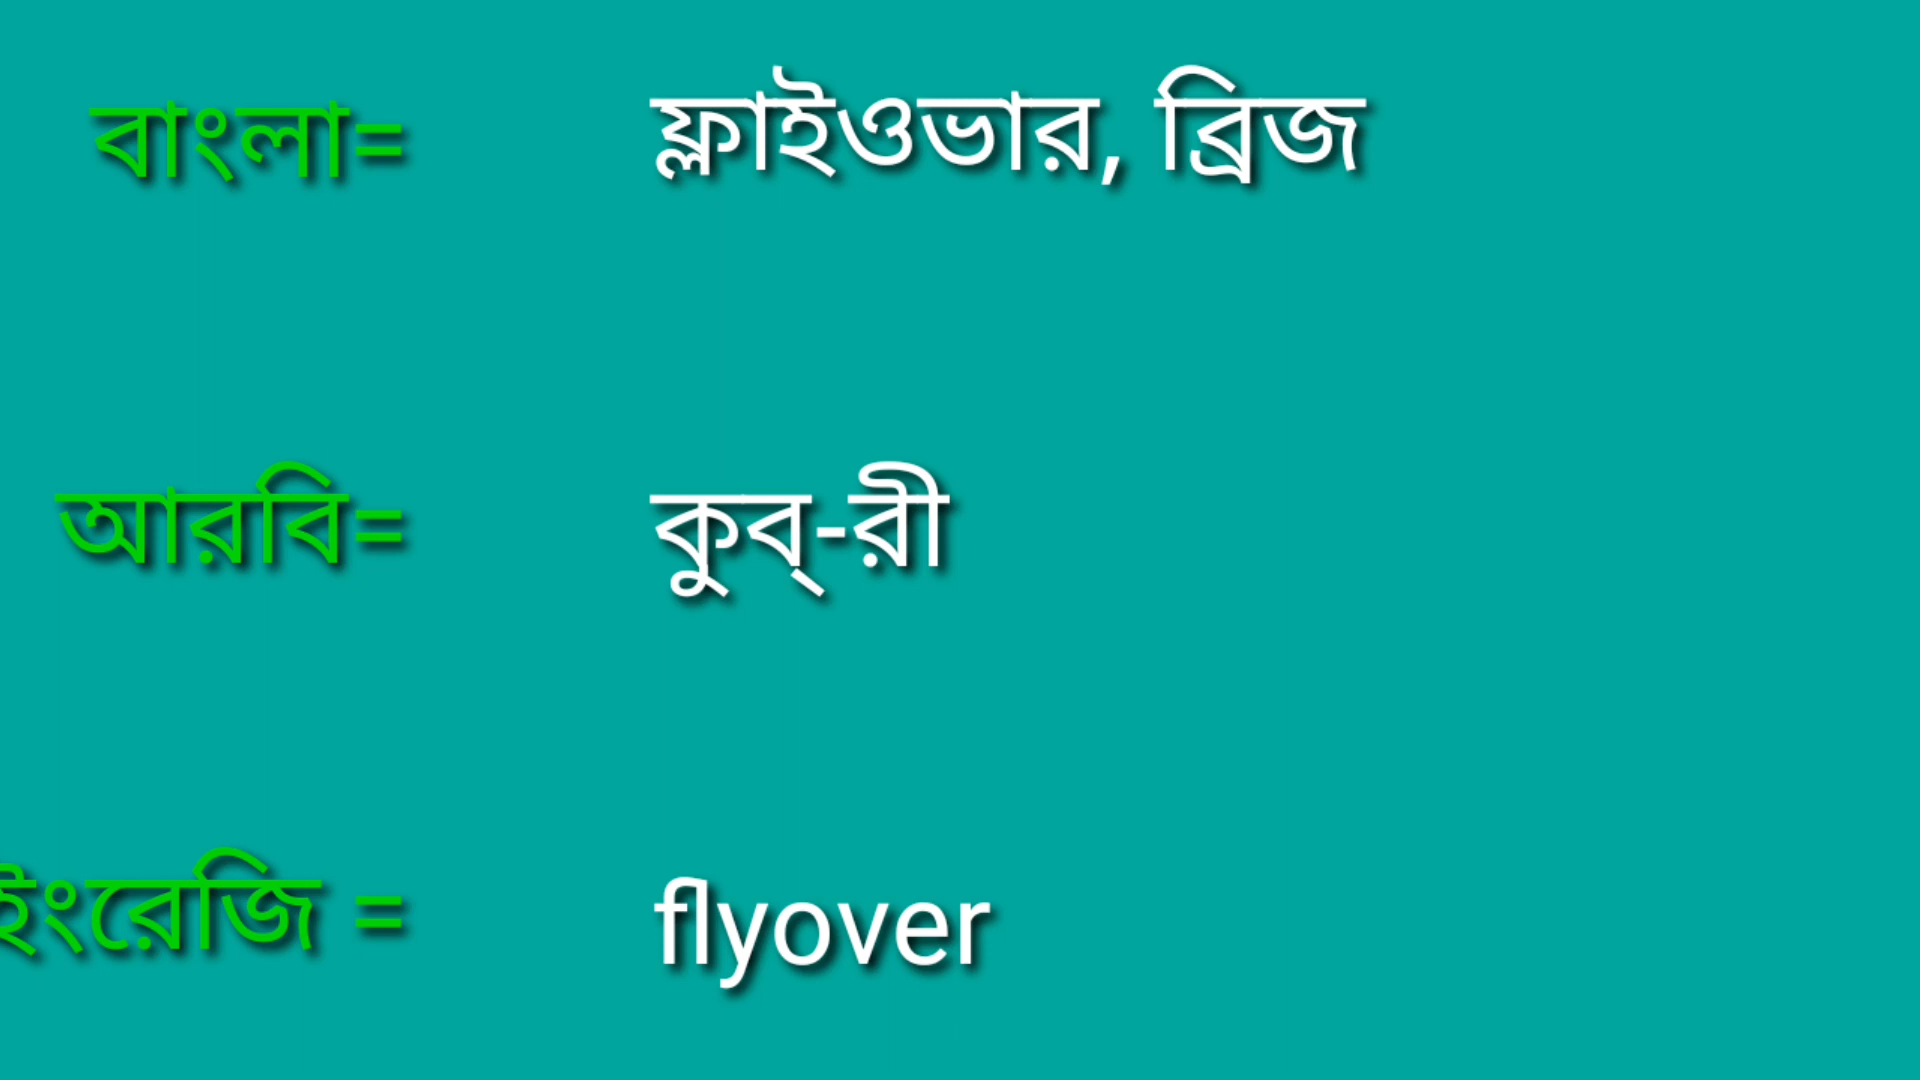 বাংলা= ফ্লাইওভার, ব্রিজ
আরবি= কুব্-রী
ইংরেজি = flyover